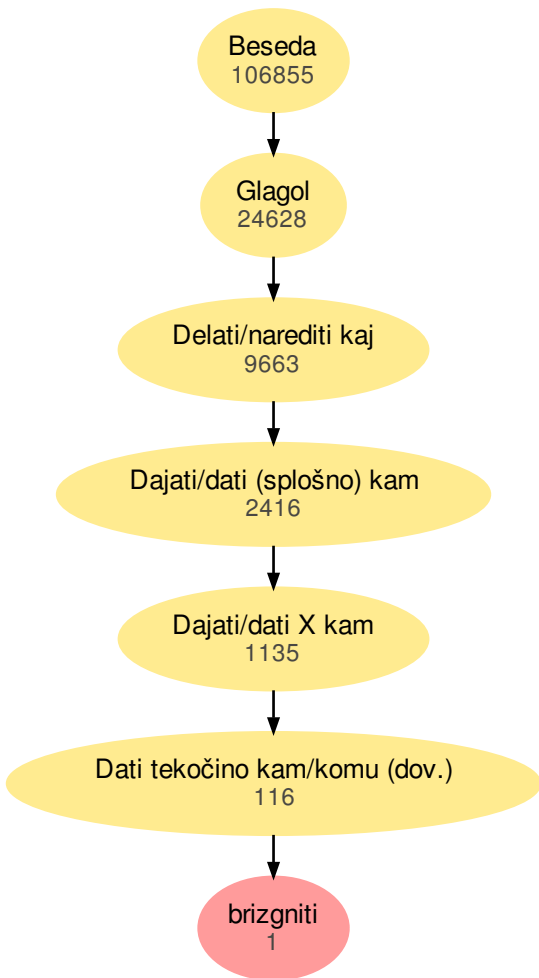 Beseda
106855
Glagol
24628
Delati/narediti kaj
9663
Dajati/dati (splošno) kam
2416
Dajati/dati X kam
1135
Dati tekočino kam/komu (dov.)
116
brizgniti
1